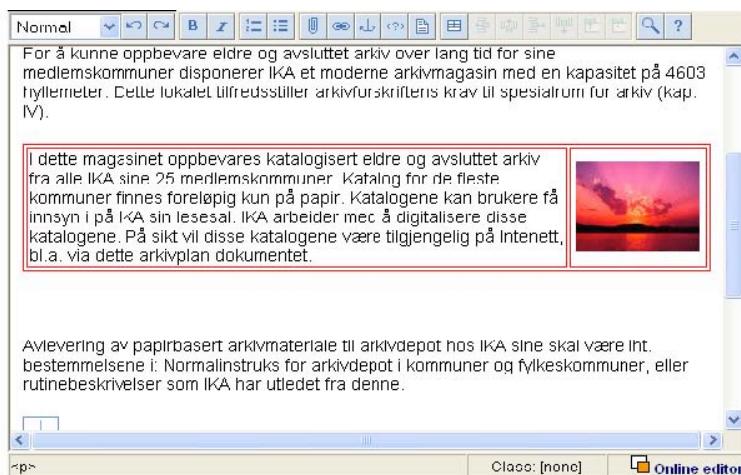 Normal
For å kunne oppbevare eldre og avsluttet arkiv over lang tid for sine
medlemskommuner disponerer IKA et moderne arkivmagasin med en kapasitet på 4603
hyllemeter. Dette lokalet tilfredsstiller arkivforskriftens krav til spesialrom for arkiv (kap.
IV).
I dette magasinet oppbevares katalogisert eldre og avsluttet arkiv
fra alle IKA sine 25 medlemskommuner. Katalog for de fleste
kommuner finnes foreløpig kun på papir. Katalogene kan brukere få
innsyn i på IKA sin lesesal. IKA arbeider med å digitalisere disse
katalogene. På sikt vil disse katalogene være tilgjengelig på Intenett,
bl.a. via dette arkivplan dokumentet.
Avlevering av papirbasert arkivmateriale til arkivdepot hos IKA sine skal være iht.
bestemmelsene i: Normalinstruks for arkivdepot i kommuner og fylkeskommuner, eller
rutinebeskrivelser som IKA har utledet fra denne.
<p> Class: [none] Online editor